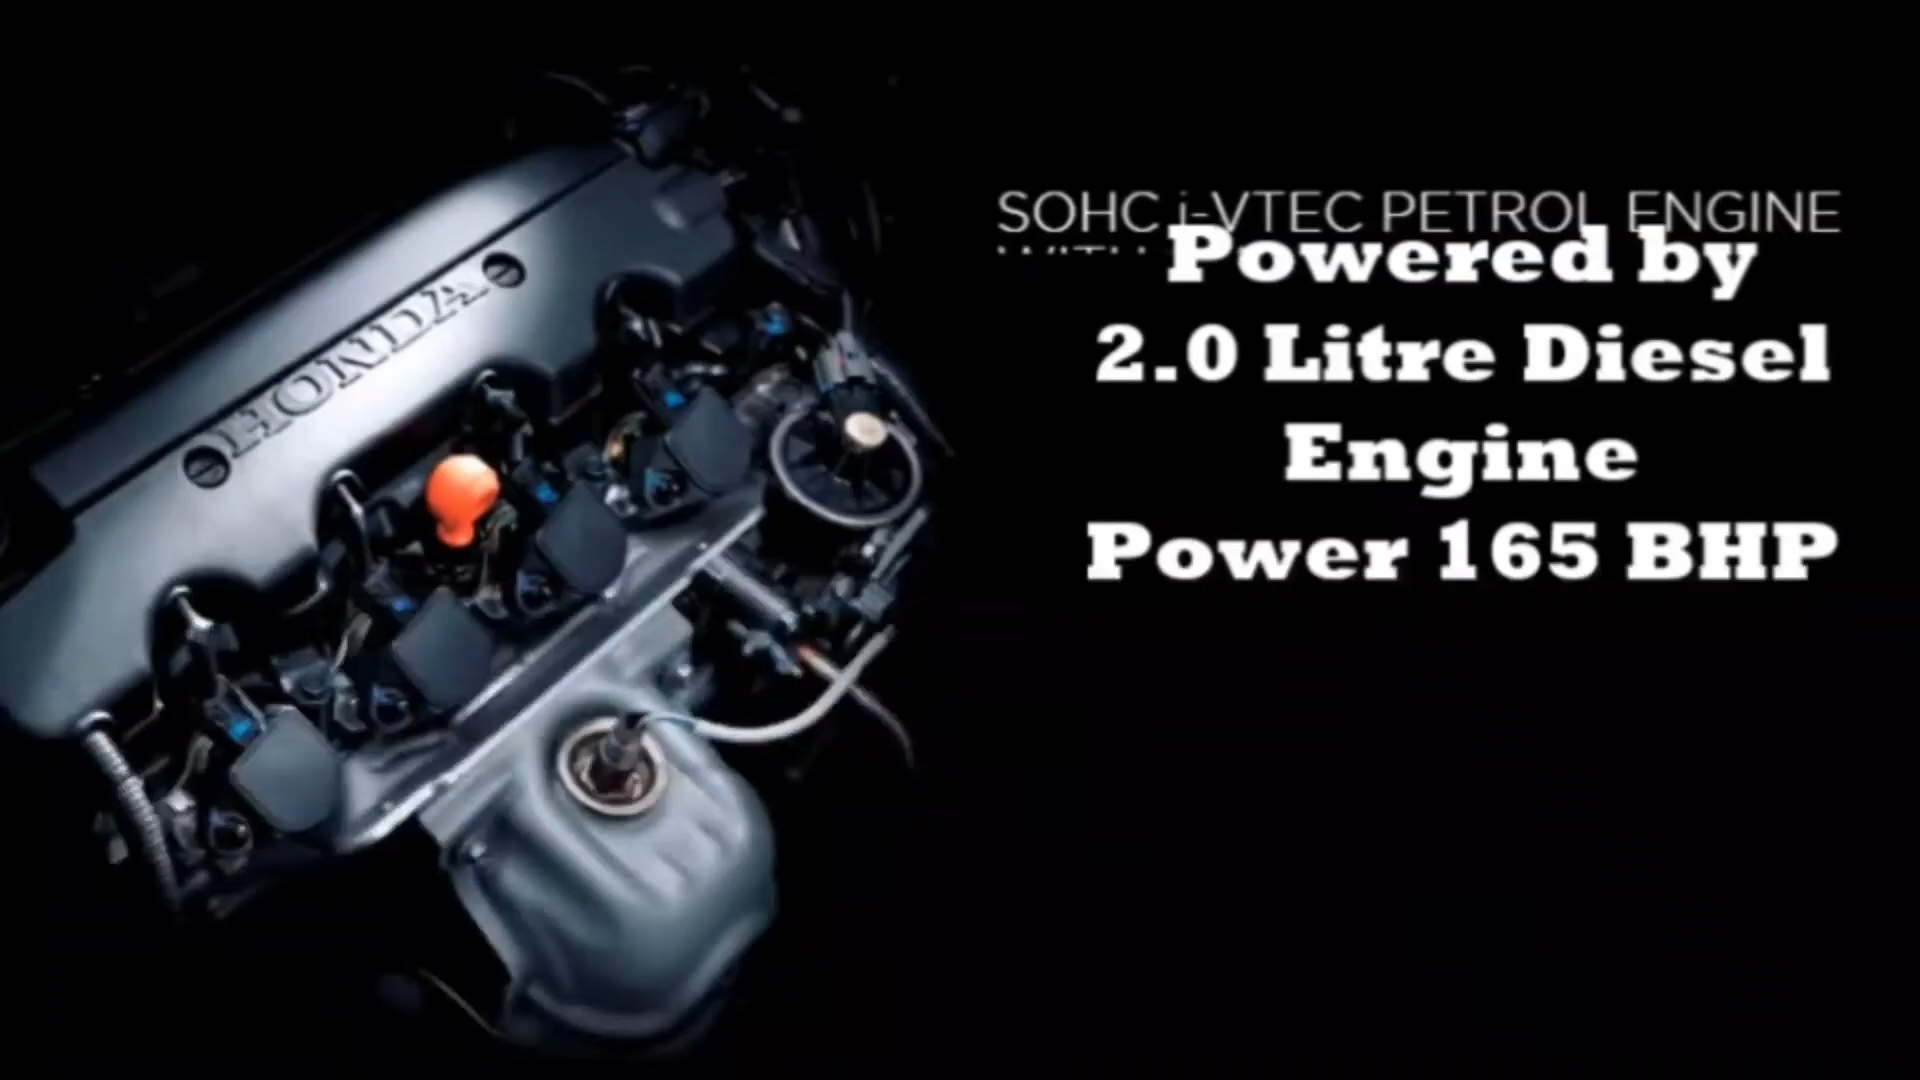 HONDA
SOHC i-VTEC PETROL ENGINE
Powered by
2.0 Litre Diesel
Engine
Power 165 BHP